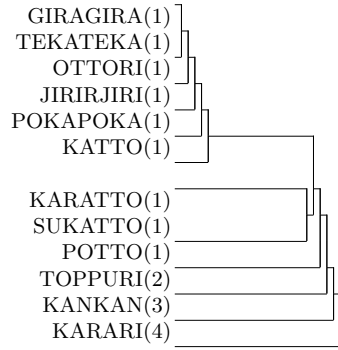 GIRAGIRA(1)
TEKATEKA(1)
OTTORI(1)
JIRIRJIRI(1)
POKAPOKA(1)
KATTO(1)
KARATTO(1)
SUKATTO(1)
POTTO(1)
TOPPURI(2)
KANKAN(3)
KARARI(4)